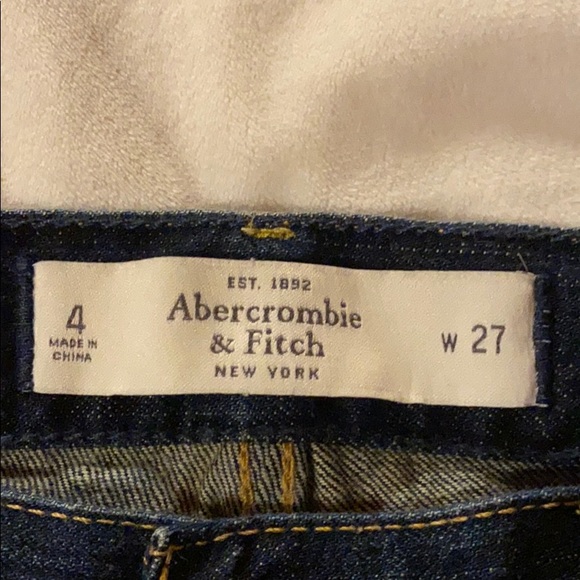 4
MADE IN
CHINA
EST. 1892
Abercrombie
& Fitch
NEW YORK
W 27